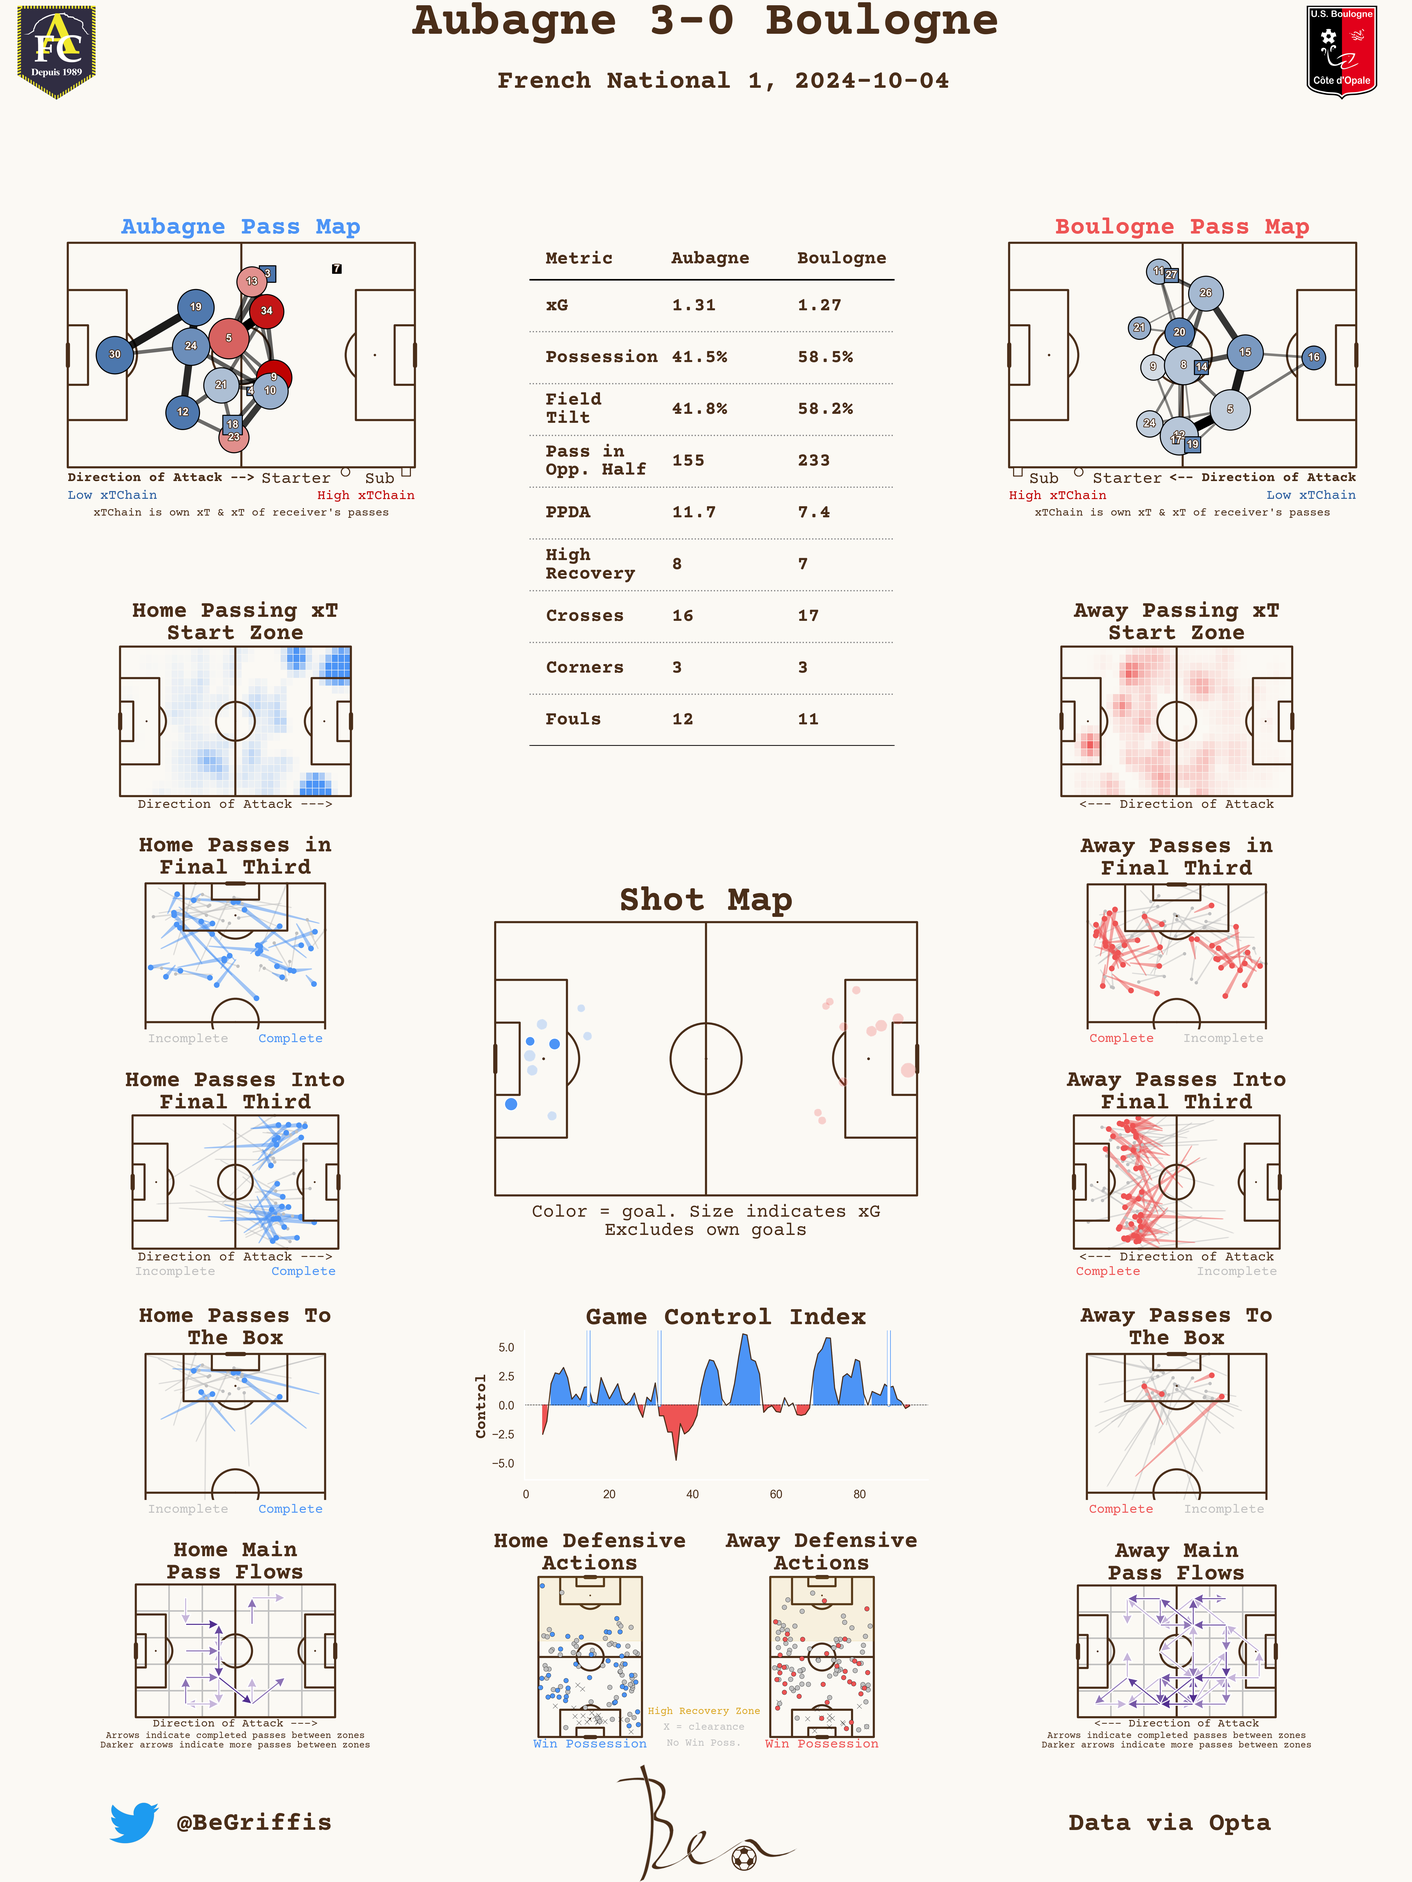 Aubagne 3-0 Boulogne
French National 1, 2024-10-04
AFC
Depuis 1989
U.S. Boulogne
Côte d'Opale
Aubagne Pass Map
13
3
7
19
34
5
30
24
9
21
10
12
18
23
Direction of Attack --> Starter Sub
Low xTChain High xTChain
xTChain is own xT & xT of receiver's passes
Metric Aubagne Boulogne
xG 1.31 1.27
Possession 41.5% 58.5%
Field
Tilt 41.8% 58.2%
Pass in
Opp. Half 155 233
PPDA 11.7 7.4
High
Recovery 8 7
Crosses 16 17
Corners 3 3
Fouls 12 11
Boulogne Pass Map
11
27
26
21
20
15
16
9
8
14
5
24
17
19
Sub Starter <-- Direction of Attack
High xTChain Low xTChain
xTChain is own xT & xT of receiver's passes
Home Passing xT
Start Zone
Direction of Attack --->
Away Passing xT
Start Zone
<--- Direction of Attack
Home Passes in
Final Third
Incomplete Complete
Away Passes in
Final Third
Complete Incomplete
Shot Map
Color = goal. Size indicates xG
Excludes own goals
Home Passes Into
Final Third
Direction of Attack --->
Incomplete Complete
Away Passes Into
Final Third
<--- Direction of Attack
Complete Incomplete
Home Passes To
The Box
Incomplete Complete
Game Control Index
Control
5.0
2.5
0.0
−2.5
−5.0
0 20 40 60 80
Away Passes To
The Box
Complete Incomplete
Home Main
Pass Flows
Direction of Attack --->
Arrows indicate completed passes between zones
Darker arrows indicate more passes between zones
Home Defensive
Actions
Win Possession
Away Defensive
Actions
Win Possession
High Recovery Zone
X = clearance
No Win Poss.
Away Main
Pass Flows
<--- Direction of Attack
Arrows indicate completed passes between zones
Darker arrows indicate more passes between zones
@BeGriffis
Ben
Data via Opta